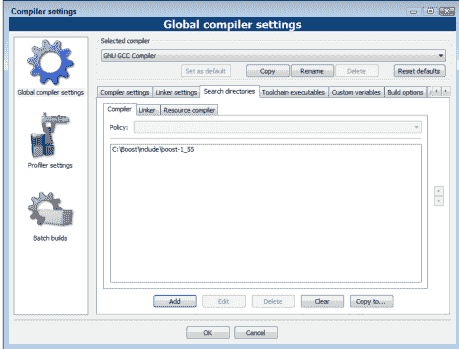 Compiler settings
Global compiler settings
Selected compiler
GNU GCC Compiler
Set as default Copy Rename Delete Reset defaults
Global compiler settings
Profiler settings
Batch builds
Compiler settings Linker settings Search directories Toolchain executables Custom variables Build options
Compiler Linker Resource compiler
Policy:
C:\Boost\include\boost-1_55
Add Edit Delete Clear Copy to...
OK Cancel